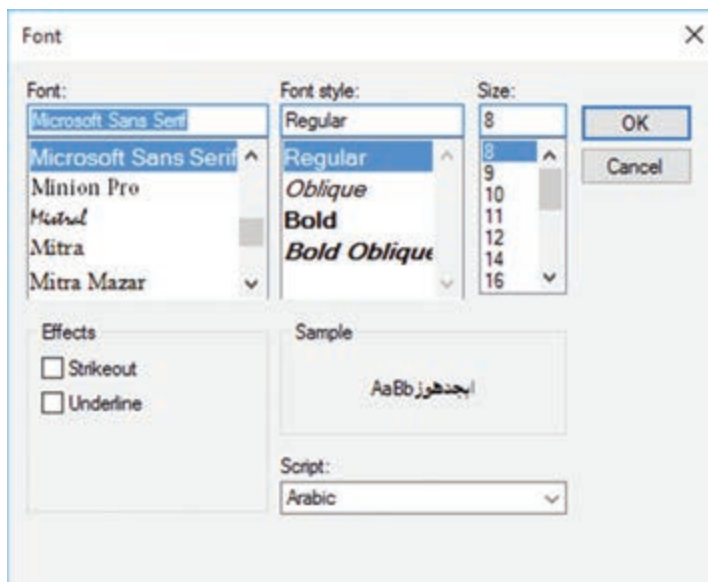 Font
Font:
Microsoft Sans Serif
Microsoft Sans Serif
Minion Pro
Mistral
Mitra
Mitra Mazar
Font style:
Regular
Regular
Oblique
Bold
Bold Oblique
Size:
8
8
9
10
11
12
14
16
OK
Cancel
Effects
Strikeout
Underline
Sample
AaBbابجدهوز
Script:
Arabic